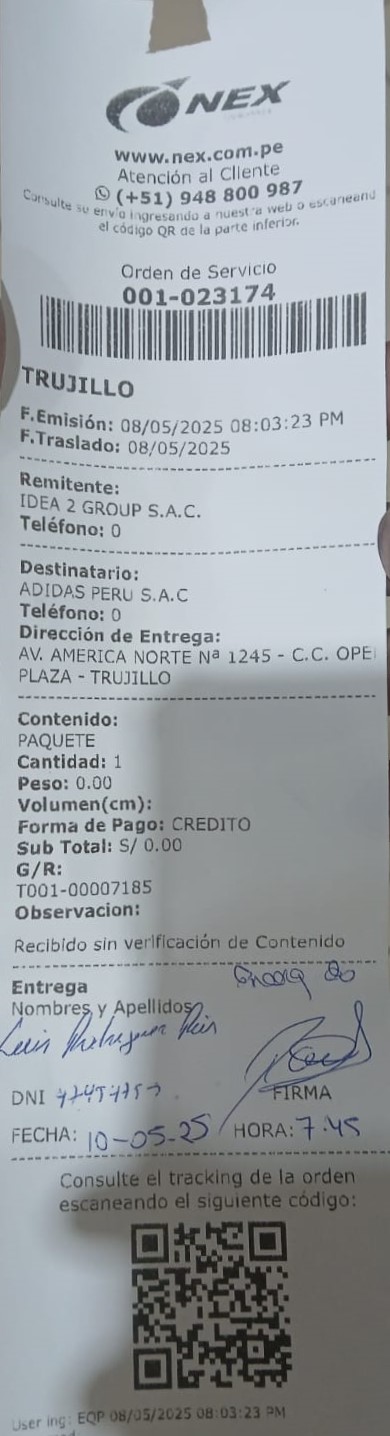 NEX
www.nex.com.pe
Atención al Cliente
(+51) 948 800 987
Consulte su envío ingresando a nuestra web o escaneand
el código QR de la parte inferior.
Orden de Servicio
001-023174
TRUJILLO
F.Emisión: 08/05/2025 08:03:23 PM
F.Traslado: 08/05/2025
Remitente:
IDEA 2 GROUP S.A.C.
Teléfono: 0
Destinatario:
ADIDAS PERU S.A.C
Teléfono: 0
Dirección de Entrega:
AV. AMERICA NORTE Nª 1245 - C.C. OPE
PLAZA - TRUJILLO
Contenido:
PAQUETE
Cantidad: 1
Peso: 0.00
Volumen(cm):
Forma de Pago: CREDITO
Sub Total: S/ 0.00
G/R:
T001-00007185
Observacion:
Recibido sin verificación de Contenido
Entrega
Nombres y Apellidos
Luis
DNI
FIRMA
FECHA: 10-05-25 HORA: 7:45
Consulte el tracking de la orden
escaneando el siguiente código:
User ing: EQP 08/05/2025 08:03:23 PM